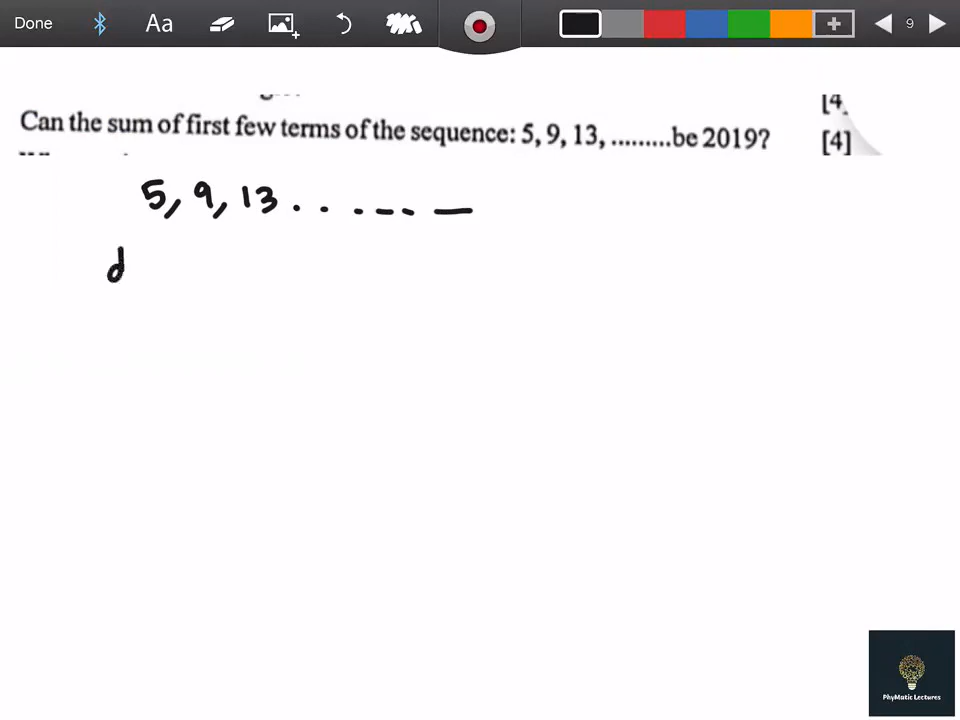 Done Aa 9
[4
Can the sum of first few terms of the sequence: 5, 9, 13, .........be 2019? [4]
5, 9, 13 . . . - - . —
d
PhyMatic Lectures